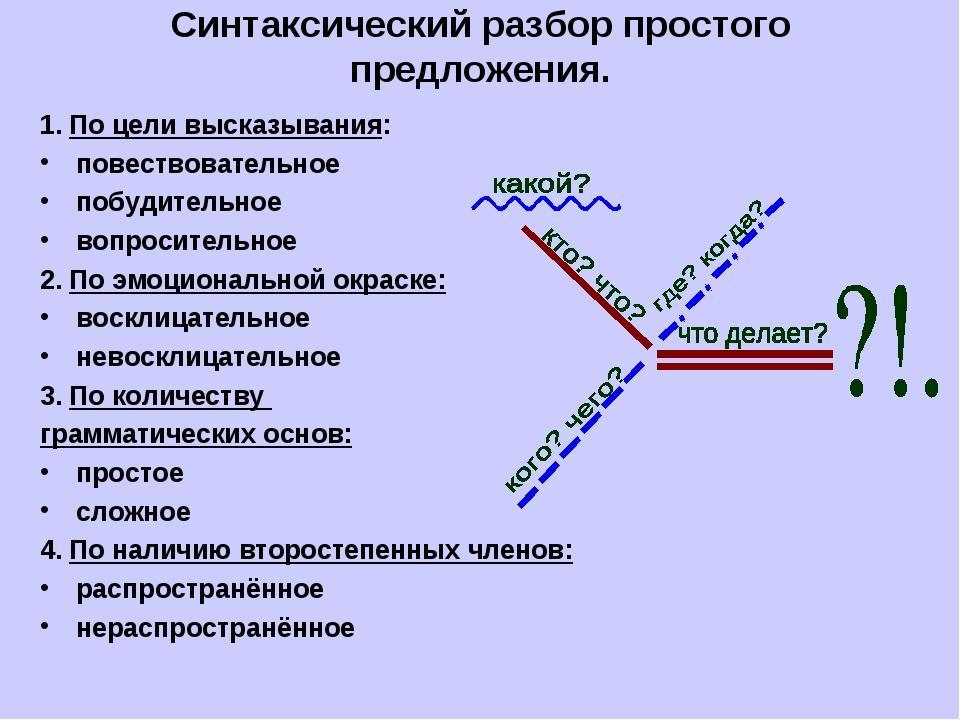 Синтаксический разбор простого
предложения.
1. По цели высказывания:
• повествовательное
• побудительное
• вопросительное
2. По эмоциональной окраске:
• восклицательное
• невосклицательное
3. По количеству
грамматических основ:
• простое
• сложное
4. По наличию второстепенных членов:
• распространённое
• нераспространённое
какой?
кто? что?
где? когда?
что делает?
кого? чего?
?!.